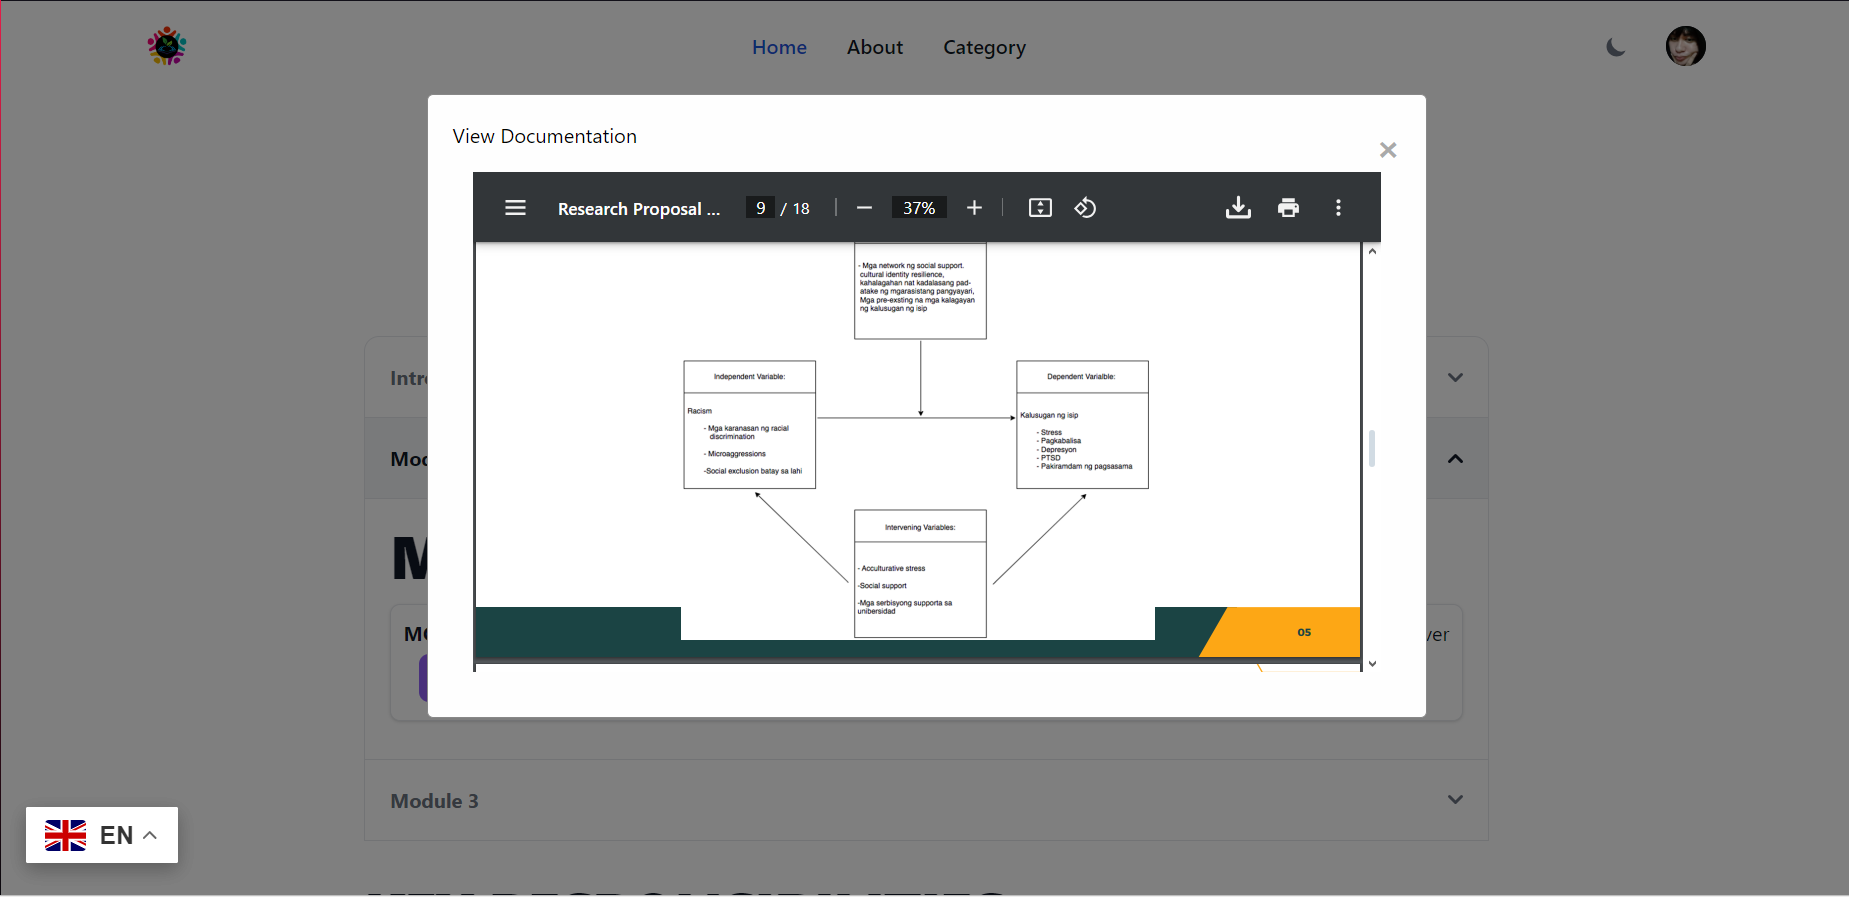 Home
About
Category
View Documentation
Research Proposal ...
9 / 18
37%
- Mga network ng social support.
cultural identity resilience,
kahalagahan nat kadalasang pad-
atake ng mgarasistang pangyayari,
Mga pre-exsting na mga kalagayan
ng kalusugan ng isip
Independent Variable:
Racism
- Mga karanasan ng racial
discrimination
- Microaggressions
-Social exclusion batay sa lahi
Dependent Varialble:
Kalusugan ng isip
- Stress
- Pagkabalisa
- Depresyon
- PTSD
- Pakiramdam ng pagsasama
Intervening Variables:
- Acculturative stress
-Social support
-Mga serbisyong supporta sa
unibersidad
05
Module 3
EN